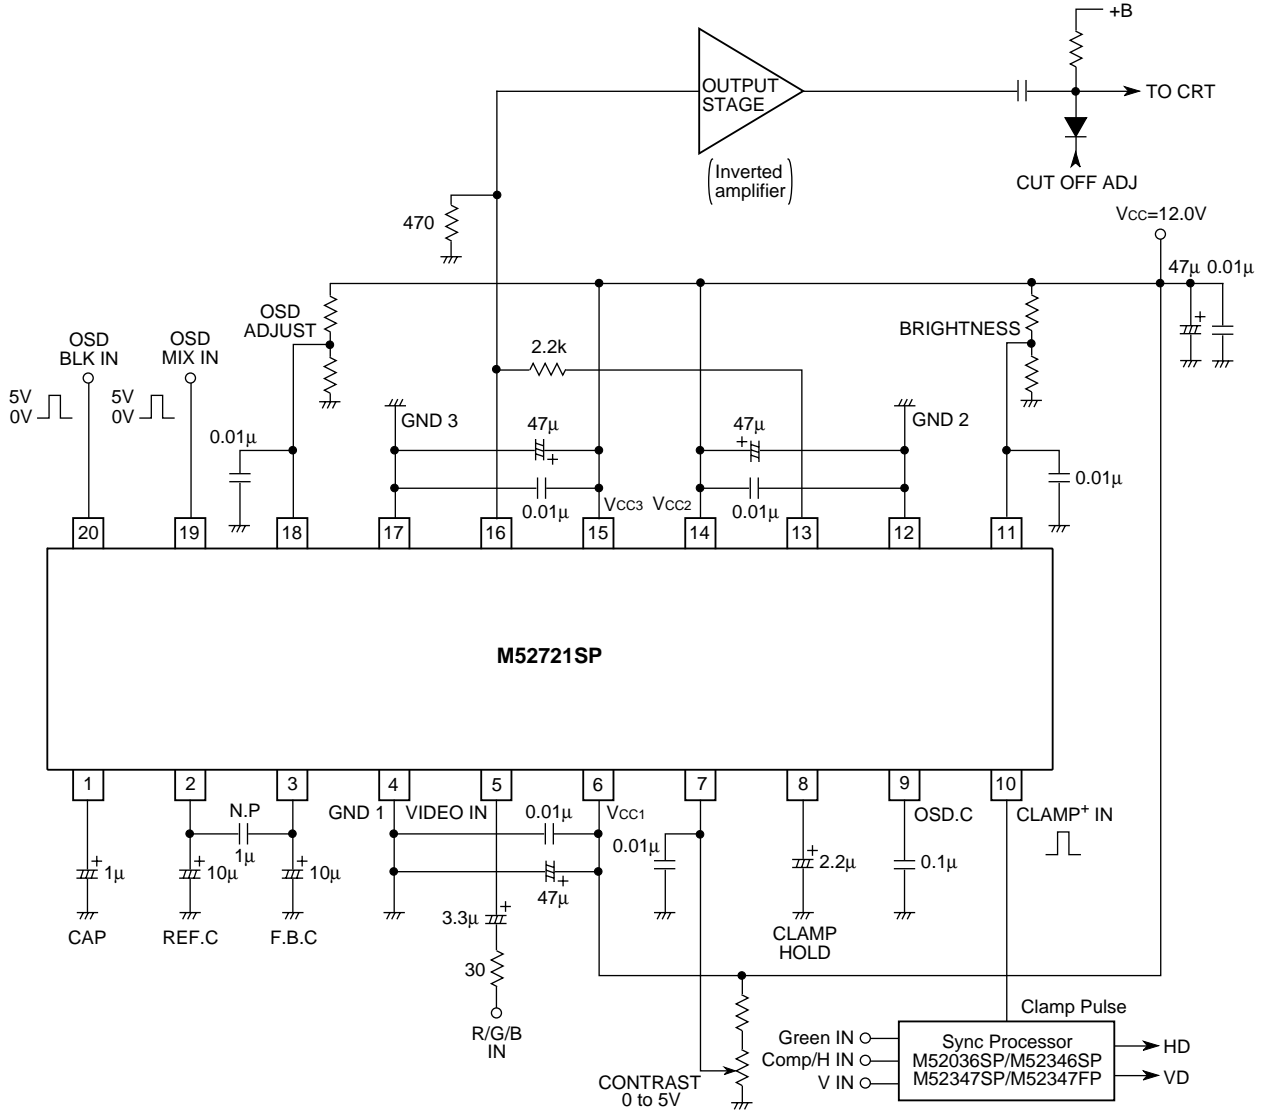 +B
OUTPUT
STAGE
TO CRT
(Inverted
amplifier)
CUT OFF ADJ
470
VCC=12.0V
47μ 0.01μ
OSD
ADJUST
BRIGHTNESS
OSD
BLK IN
OSD
MIX IN
2.2k
5V
0V
5V
0V
GND 3
GND 2
0.01μ
47μ
+
47μ
+
+
0.01μ
0.01μ
VCC3
VCC2
0.01μ
20
19
18
17
16
15
14
13
12
11
M52721SP
1
2
3
4
5
6
7
8
9
10
N.P
1μ
GND 1
VIDEO IN
0.01μ
VCC1
OSD.C
CLAMP+ IN
+
1μ
+
10μ
+
10μ
+
47μ
0.01μ
+
2.2μ
0.1μ
CAP
REF.C
F.B.C
3.3μ
+
30
CLAMP
HOLD
R/G/B
IN
Clamp Pulse
CONTRAST
0 to 5V
Green IN
Comp/H IN
V IN
Sync Processor
M52036SP/M52346SP
M52347SP/M52347FP
HD
VD